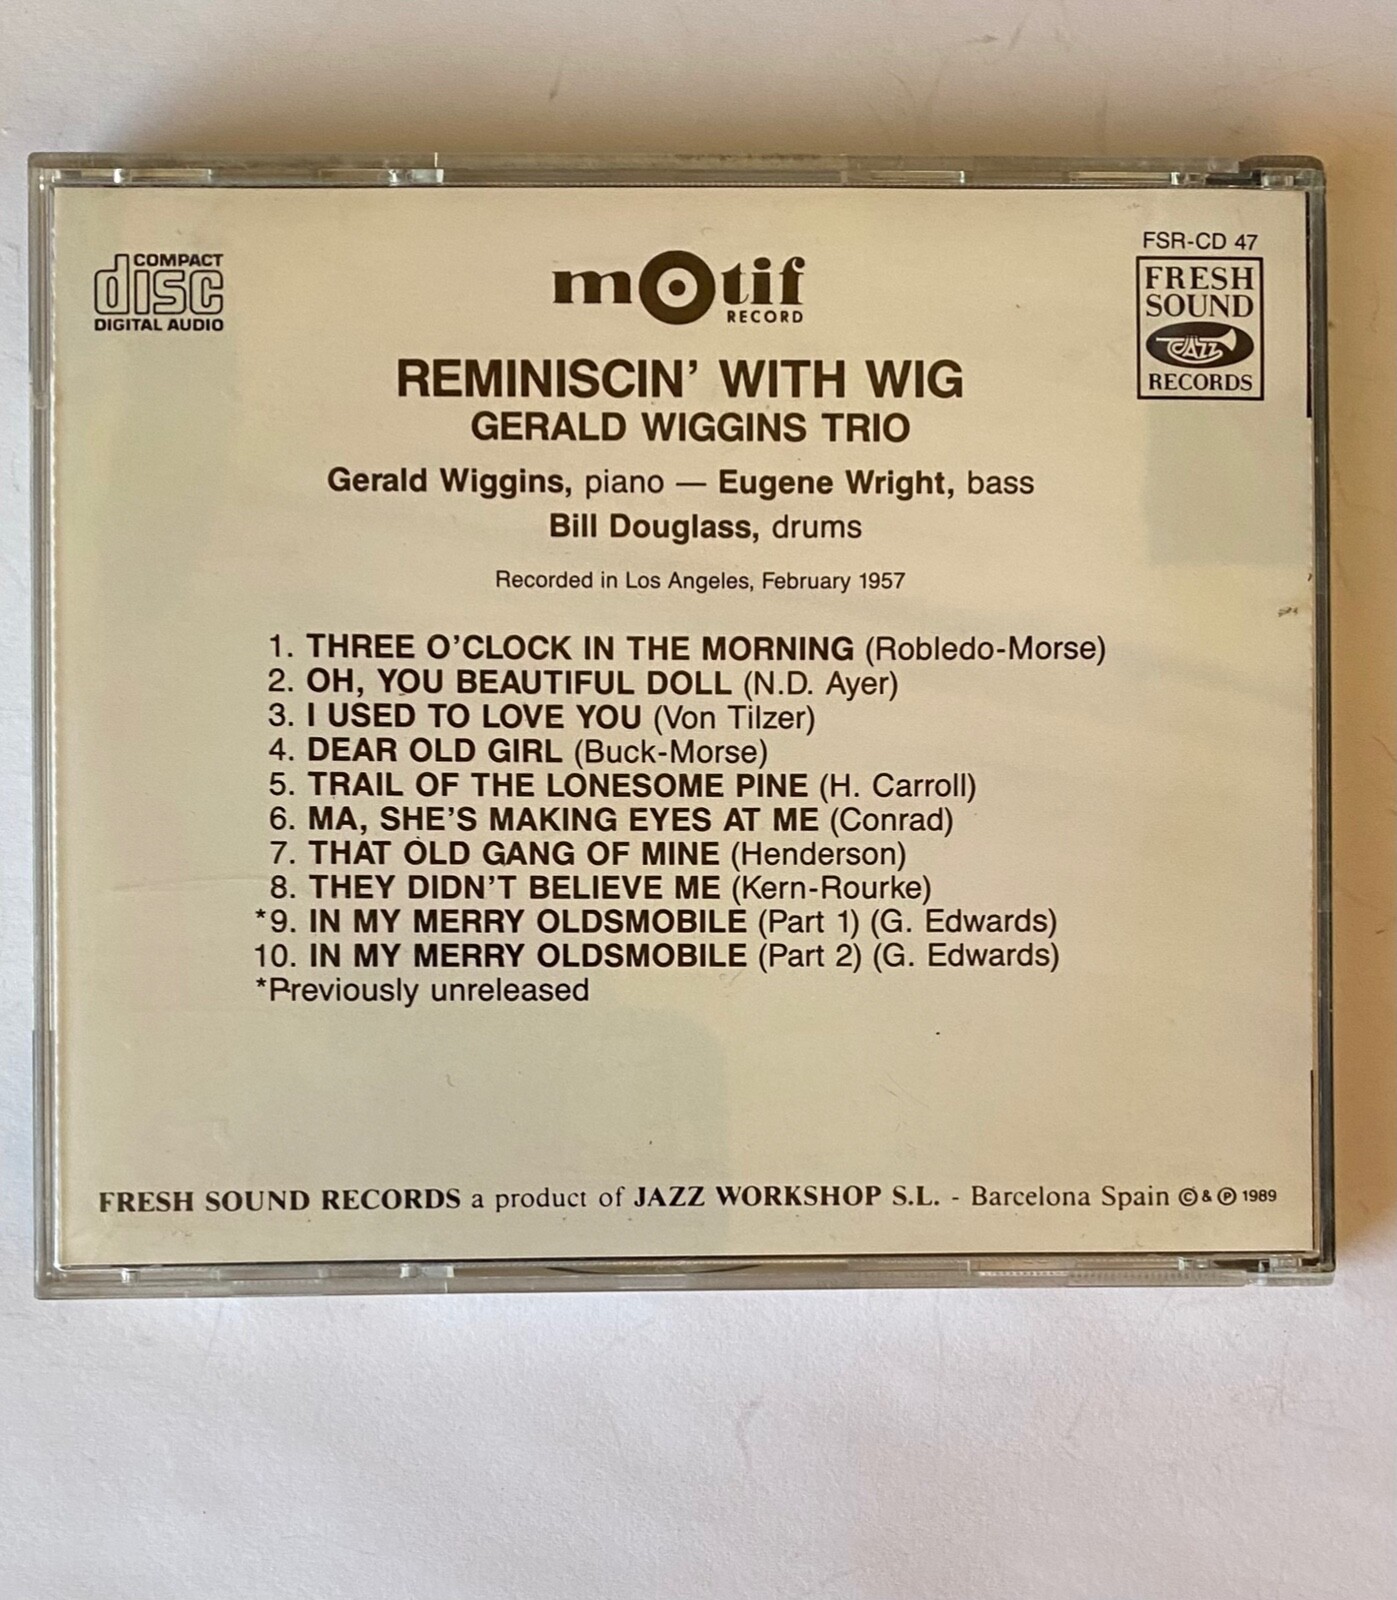 FSR-CD 47
COMPACT
disc
DIGITAL AUDIO
motif
RECORD
FRESH
SOUND
JAZZ
RECORDS
REMINISCIN' WITH WIG
GERALD WIGGINS TRIO
Gerald Wiggins, piano — Eugene Wright, bass
Bill Douglass, drums
Recorded in Los Angeles, February 1957
1. THREE O'CLOCK IN THE MORNING (Robledo-Morse)
2. OH, YOU BEAUTIFUL DOLL (N.D. Ayer)
3. I USED TO LOVE YOU (Von Tilzer)
4. DEAR OLD GIRL (Buck-Morse)
5. TRAIL OF THE LONESOME PINE (H. Carroll)
6. MA, SHE'S MAKING EYES AT ME (Conrad)
7. THAT OLD GANG OF MINE (Henderson)
8. THEY DIDN'T BELIEVE ME (Kern-Rourke)
*9. IN MY MERRY OLDSMOBILE (Part 1) (G. Edwards)
10. IN MY MERRY OLDSMOBILE (Part 2) (G. Edwards)
*Previously unreleased
FRESH SOUND RECORDS a product of JAZZ WORKSHOP S.L. - Barcelona Spain © & ℗ 1989